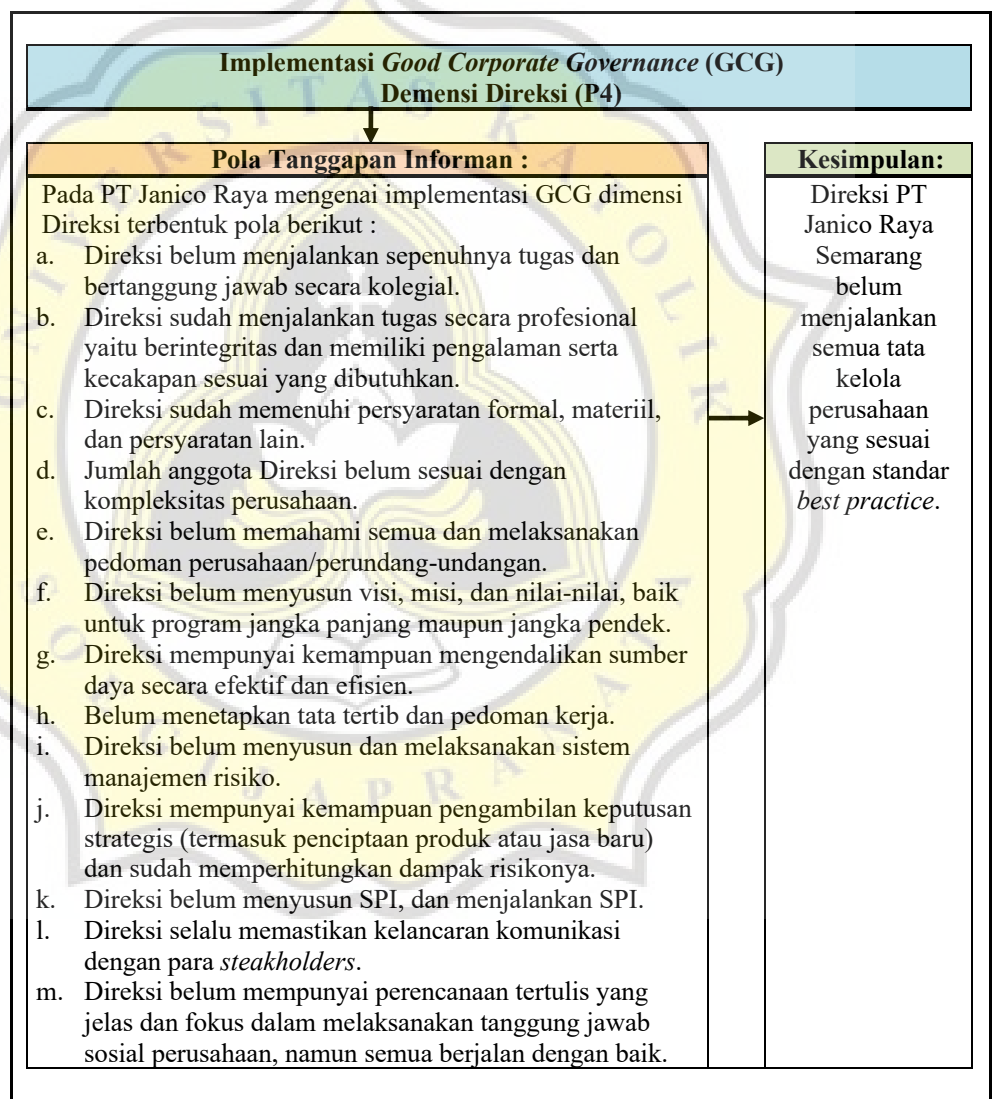 Implementasi Good Corporate Governance (GCG)
Demensi Direksi (P4)
Pola Tanggapan Informan :
Pada PT Janico Raya mengenai implementasi GCG dimensi
Direksi terbentuk pola berikut :
a. Direksi belum menjalankan sepenuhnya tugas dan
bertanggung jawab secara kolegial.
b. Direksi sudah menjalankan tugas secara profesional
yaitu berintegritas dan memiliki pengalaman serta
kecakapan sesuai yang dibutuhkan.
c. Direksi sudah memenuhi persyaratan formal, materiil,
dan persyaratan lain.
d. Jumlah anggota Direksi belum sesuai dengan
kompleksitas perusahaan.
e. Direksi belum memahami semua dan melaksanakan
pedoman perusahaan/perundang-undangan.
f. Direksi belum menyusun visi, misi, dan nilai-nilai, baik
untuk program jangka panjang maupun jangka pendek.
g. Direksi mempunyai kemampuan mengendalikan sumber
daya secara efektif dan efisien.
h. Belum menetapkan tata tertib dan pedoman kerja.
i. Direksi belum menyusun dan melaksanakan sistem
manajemen risiko.
j. Direksi mempunyai kemampuan pengambilan keputusan
strategis (termasuk penciptaan produk atau jasa baru)
dan sudah memperhitungkan dampak risikonya.
k. Direksi belum menyusun SPI, dan menjalankan SPI.
l. Direksi selalu memastikan kelancaran komunikasi
dengan para steakholders.
m. Direksi belum mempunyai perencanaan tertulis yang
jelas dan fokus dalam melaksanakan tanggung jawab
sosial perusahaan, namun semua berjalan dengan baik.
Kesimpulan:
Direksi PT
Janico Raya
Semarang
belum
menjalankan
semua tata
kelola
perusahaan
yang sesuai
dengan standar
best practice.
UNIVERSITAS KATOLIK
SOEGIJAPRANATA